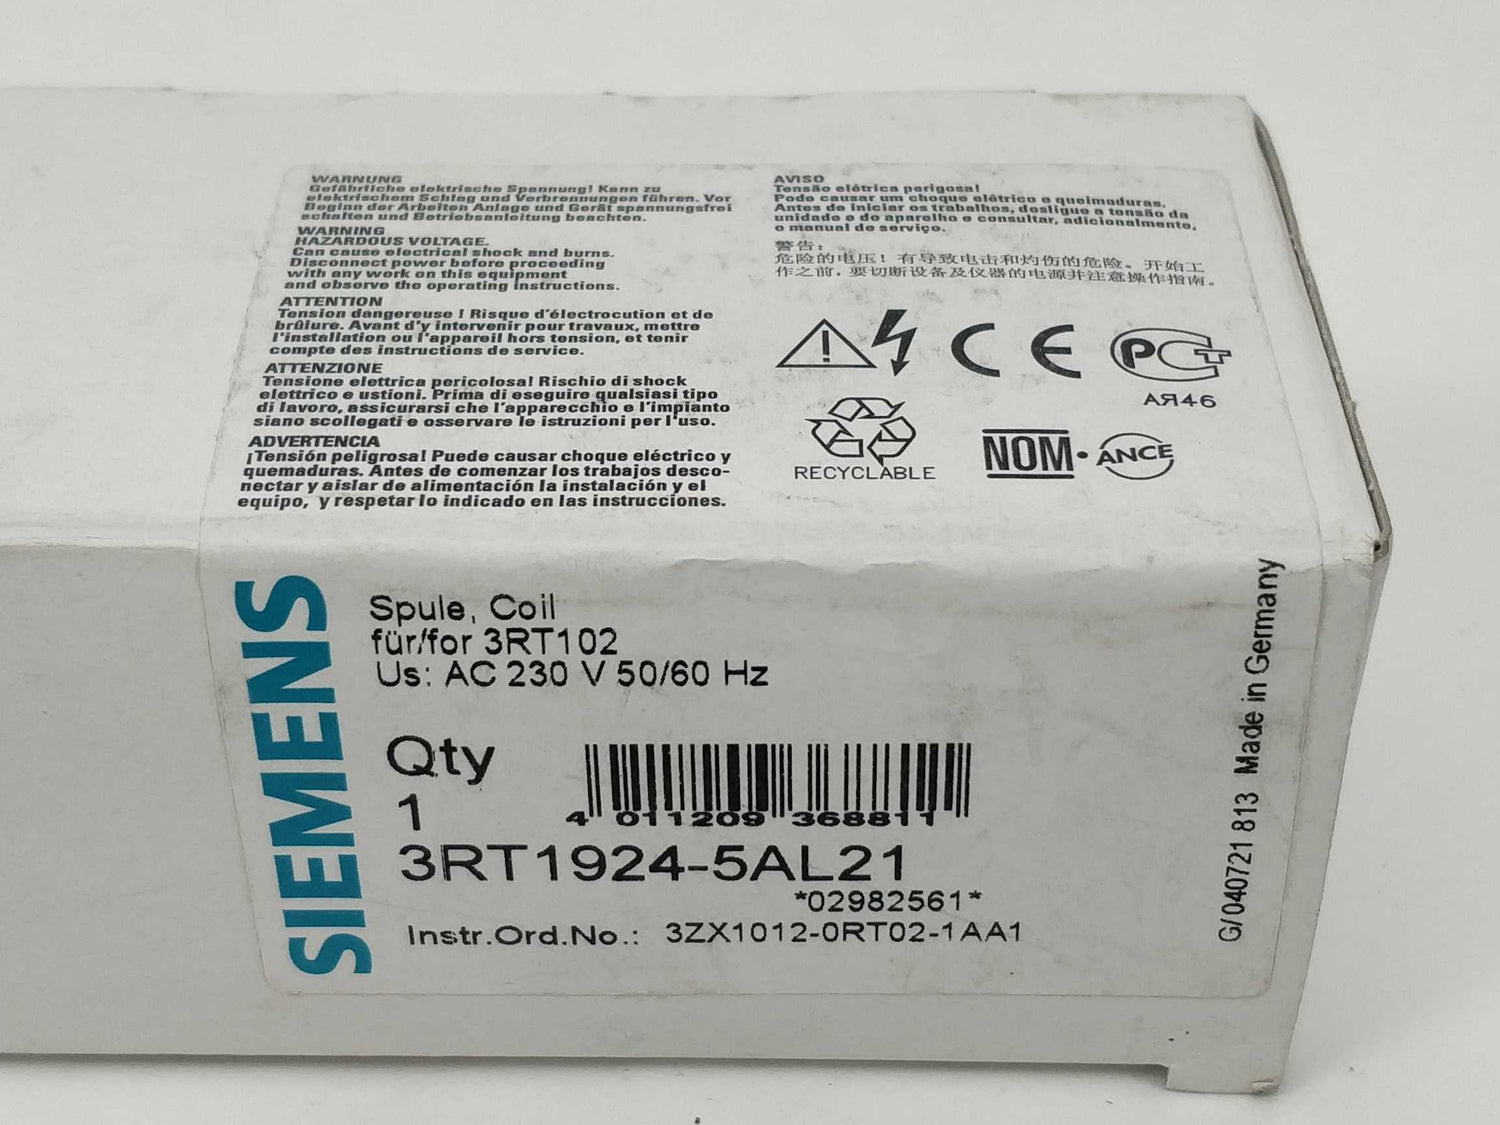 WARNUNG
Gefährliche elektrische Spannung! Kann zu
elektrischem Schlag und Verbrennungen führen. Vor
Beginn der Arbeiten Anlage und Gerät spannungsfrei
schalten und Betriebsanleitung beachten.
WARNING
HAZARDOUS VOLTAGE.
Can cause electrical shock and burns.
Disconnect power before proceeding
with any work on this equipment
and observe the operating instructions.
ATTENTION
Tension dangereuse ! Risque d'électrocution et de
brûlure. Avant d'y intervenir pour travaux, mettre
l'installation ou l'appareil hors tension, et tenir
compte des instructions de service.
ATTENZIONE
Tensione elettrica pericolosa! Rischio di shock
elettrico e ustioni. Prima di eseguire qualsiasi tipo
di lavoro, assicurarsi che l'apparecchio e l'impianto
siano scollegati e osservare le istruzioni per l'uso.
ADVERTENCIA
¡Tensión peligrosa! Puede causar choque eléctrico y
quemaduras. Antes de comenzar los trabajos desco-
nectar y aislar de alimentación la instalación y el
equipo, y respetar lo indicado en las instrucciones.
AVISO
Tensão elétrica perigosa!
Pode causar um choque elétrico e queimaduras.
Antes de iniciar os trabalhos, desligue a tensão da
unidade e do aparelho e consultar, adicionalmente,
o manual de serviço.
警告：
危险的电压！有导致电击和灼伤的危险。开始工
作之前，要切断设备及仪器的电源并注意操作指南。
CE
PCT
АЯ46
RECYCLABLE
NOM·ANCE
SIEMENS
Spule, Coil
für/for 3RT102
Us: AC 230 V 50/60 Hz
Qty
1
4 011209 368811
3RT1924-5AL21
*02982561*
Instr.Ord.No.: 3ZX1012-0RT02-1AA1
G/040721 813 Made in Germany